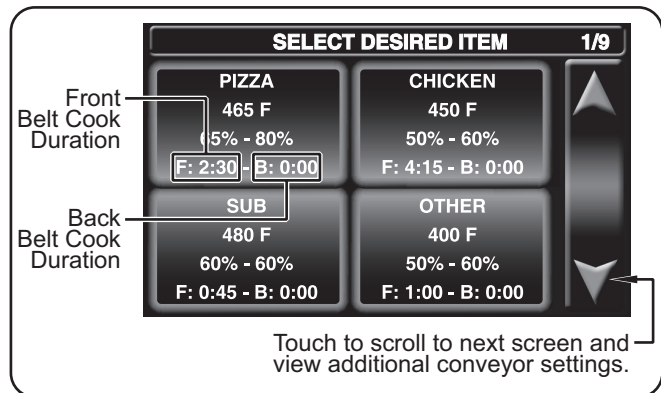 SELECT DESIRED ITEM 1/9
PIZZA
465 F
65% - 80%
F: 2:30 - B: 0:00
CHICKEN
450 F
50% - 60%
F: 4:15 - B: 0:00
SUB
480 F
60% - 60%
F: 0:45 - B: 0:00
OTHER
400 F
50% - 60%
F: 1:00 - B: 0:00
Front
Belt Cook
Duration
Back
Belt Cook
Duration
Touch to scroll to next screen and
view additional conveyor settings.